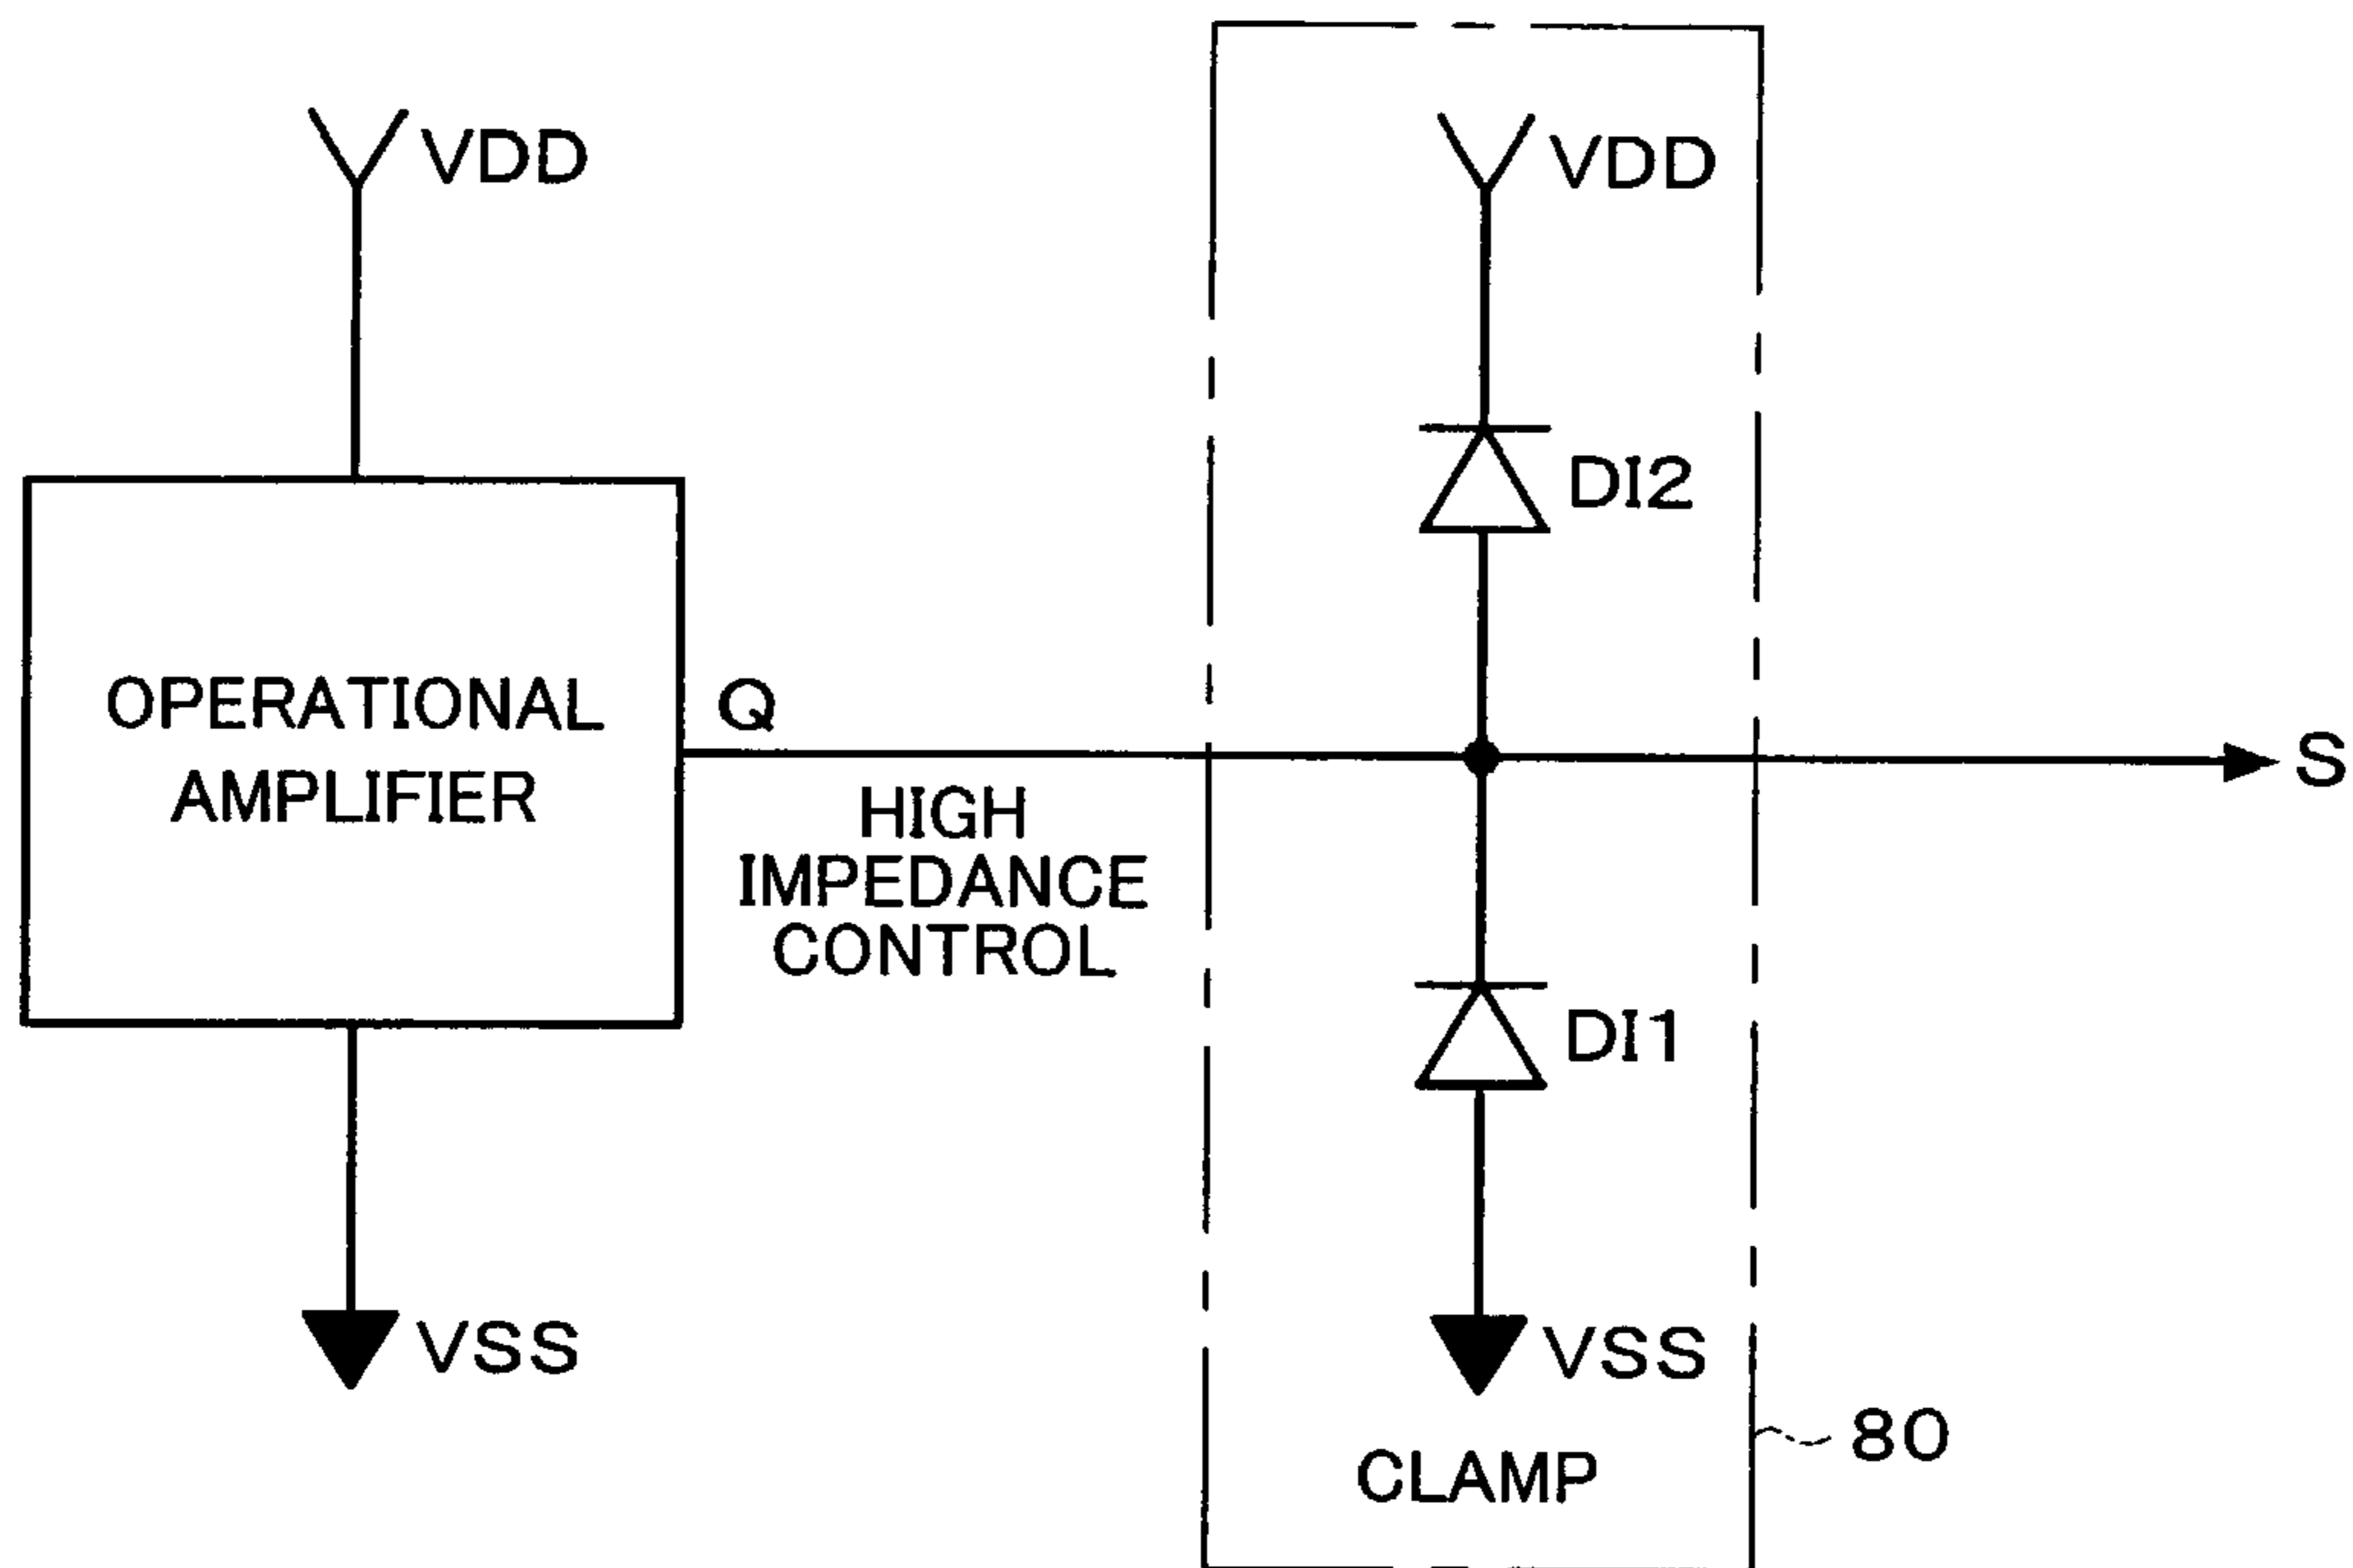 VDD
VDD
DI2
OPERATIONAL
AMPLIFIER
Q
S
HIGH
IMPEDANCE
CONTROL
DI1
VSS
VSS
80
CLAMP